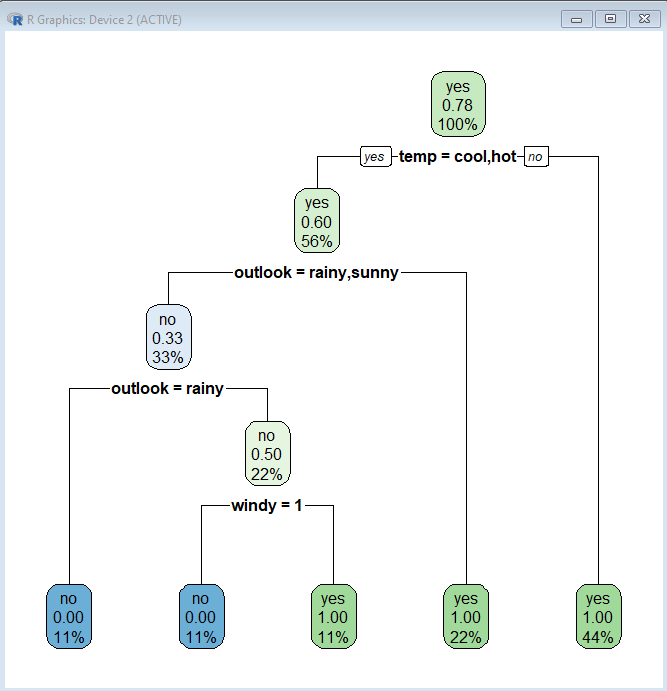 R Graphics: Device 2 (ACTIVE)
yes
0.78
100%
yes temp = cool,hot no
yes
0.60
56%
outlook = rainy,sunny
no
0.33
33%
outlook = rainy
no
0.50
22%
windy = 1
no
0.00
11%
no
0.00
11%
yes
1.00
11%
yes
1.00
22%
yes
1.00
44%